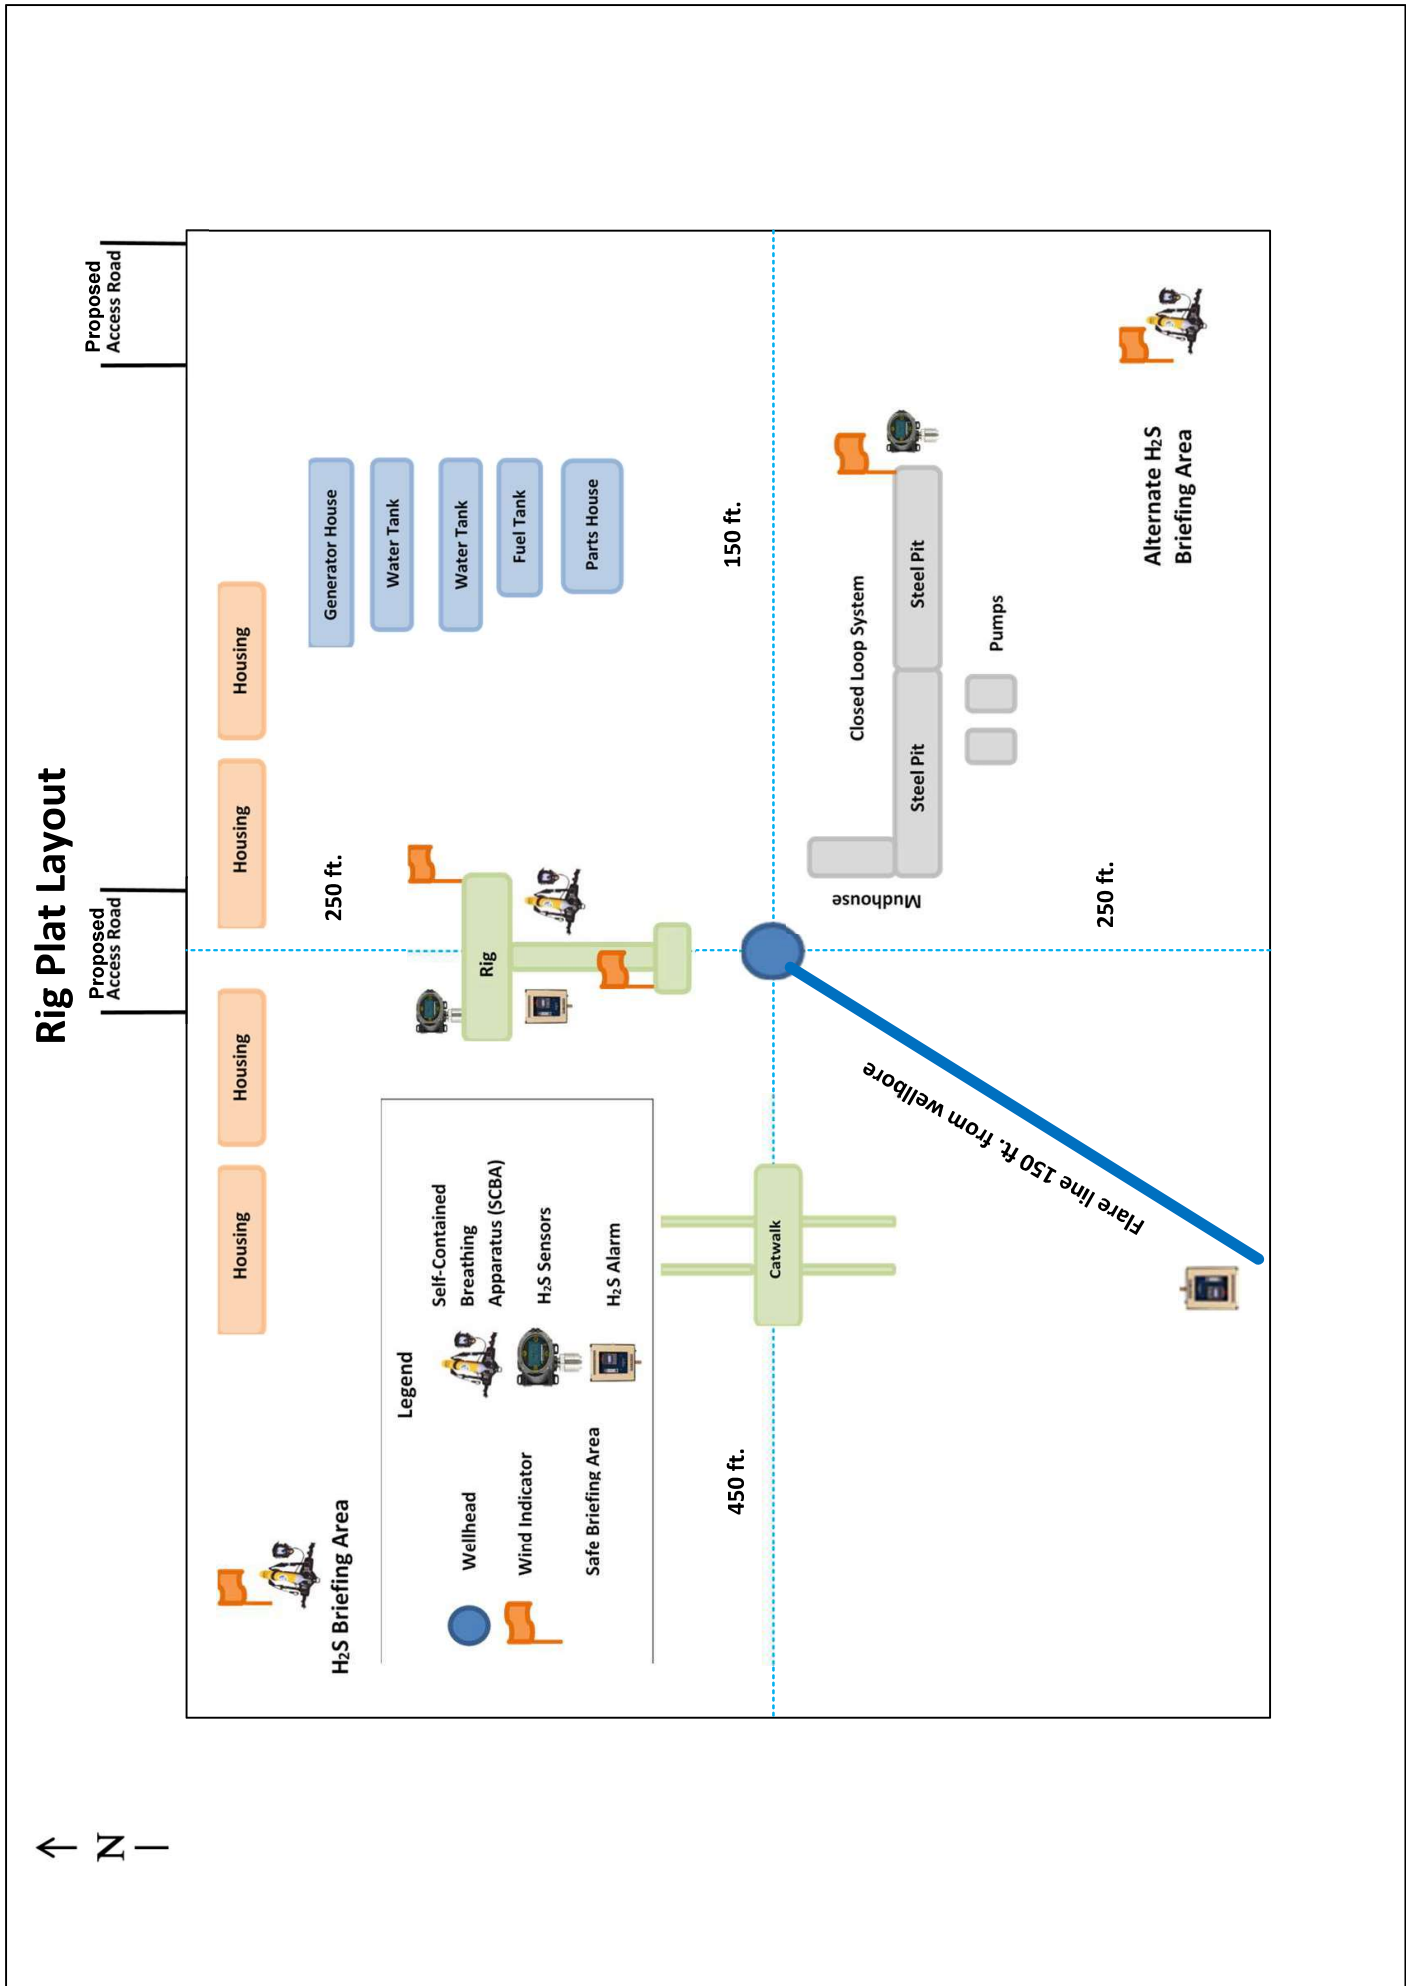 Rig Plat Layout
N
Proposed
Access Road
Proposed
Access Road
Housing
Housing
Housing
Housing
H2S Briefing Area
250 ft.
Generator House
Water Tank
Water Tank
Fuel Tank
Parts House
Rig
Legend
Wellhead
Wind Indicator
Safe Briefing Area
Self-Contained
Breathing
Apparatus (SCBA)
H2S Sensors
H2S Alarm
450 ft.
150 ft.
Catwalk
Mudhouse
Closed Loop System
Steel Pit
Steel Pit
Pumps
Flare line 150 ft. from wellbore
250 ft.
Alternate H2S
Briefing Area